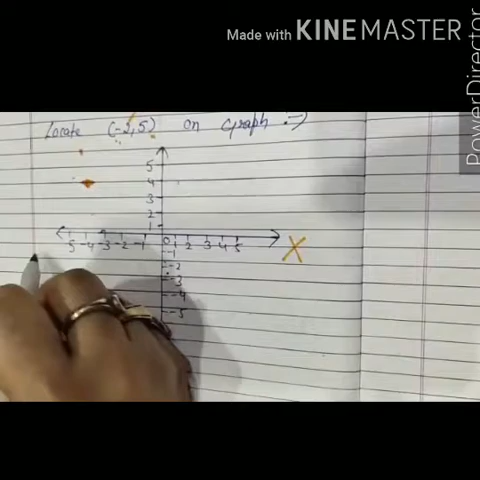 Made with KINEMASTER
PowerDirector
Locate (-2,5) on Graph :-)
5
4
3
2
1
5 -4 -3 -2 -1 0 1 2 3 4 5
X
-1
-2
-3
-4
-5